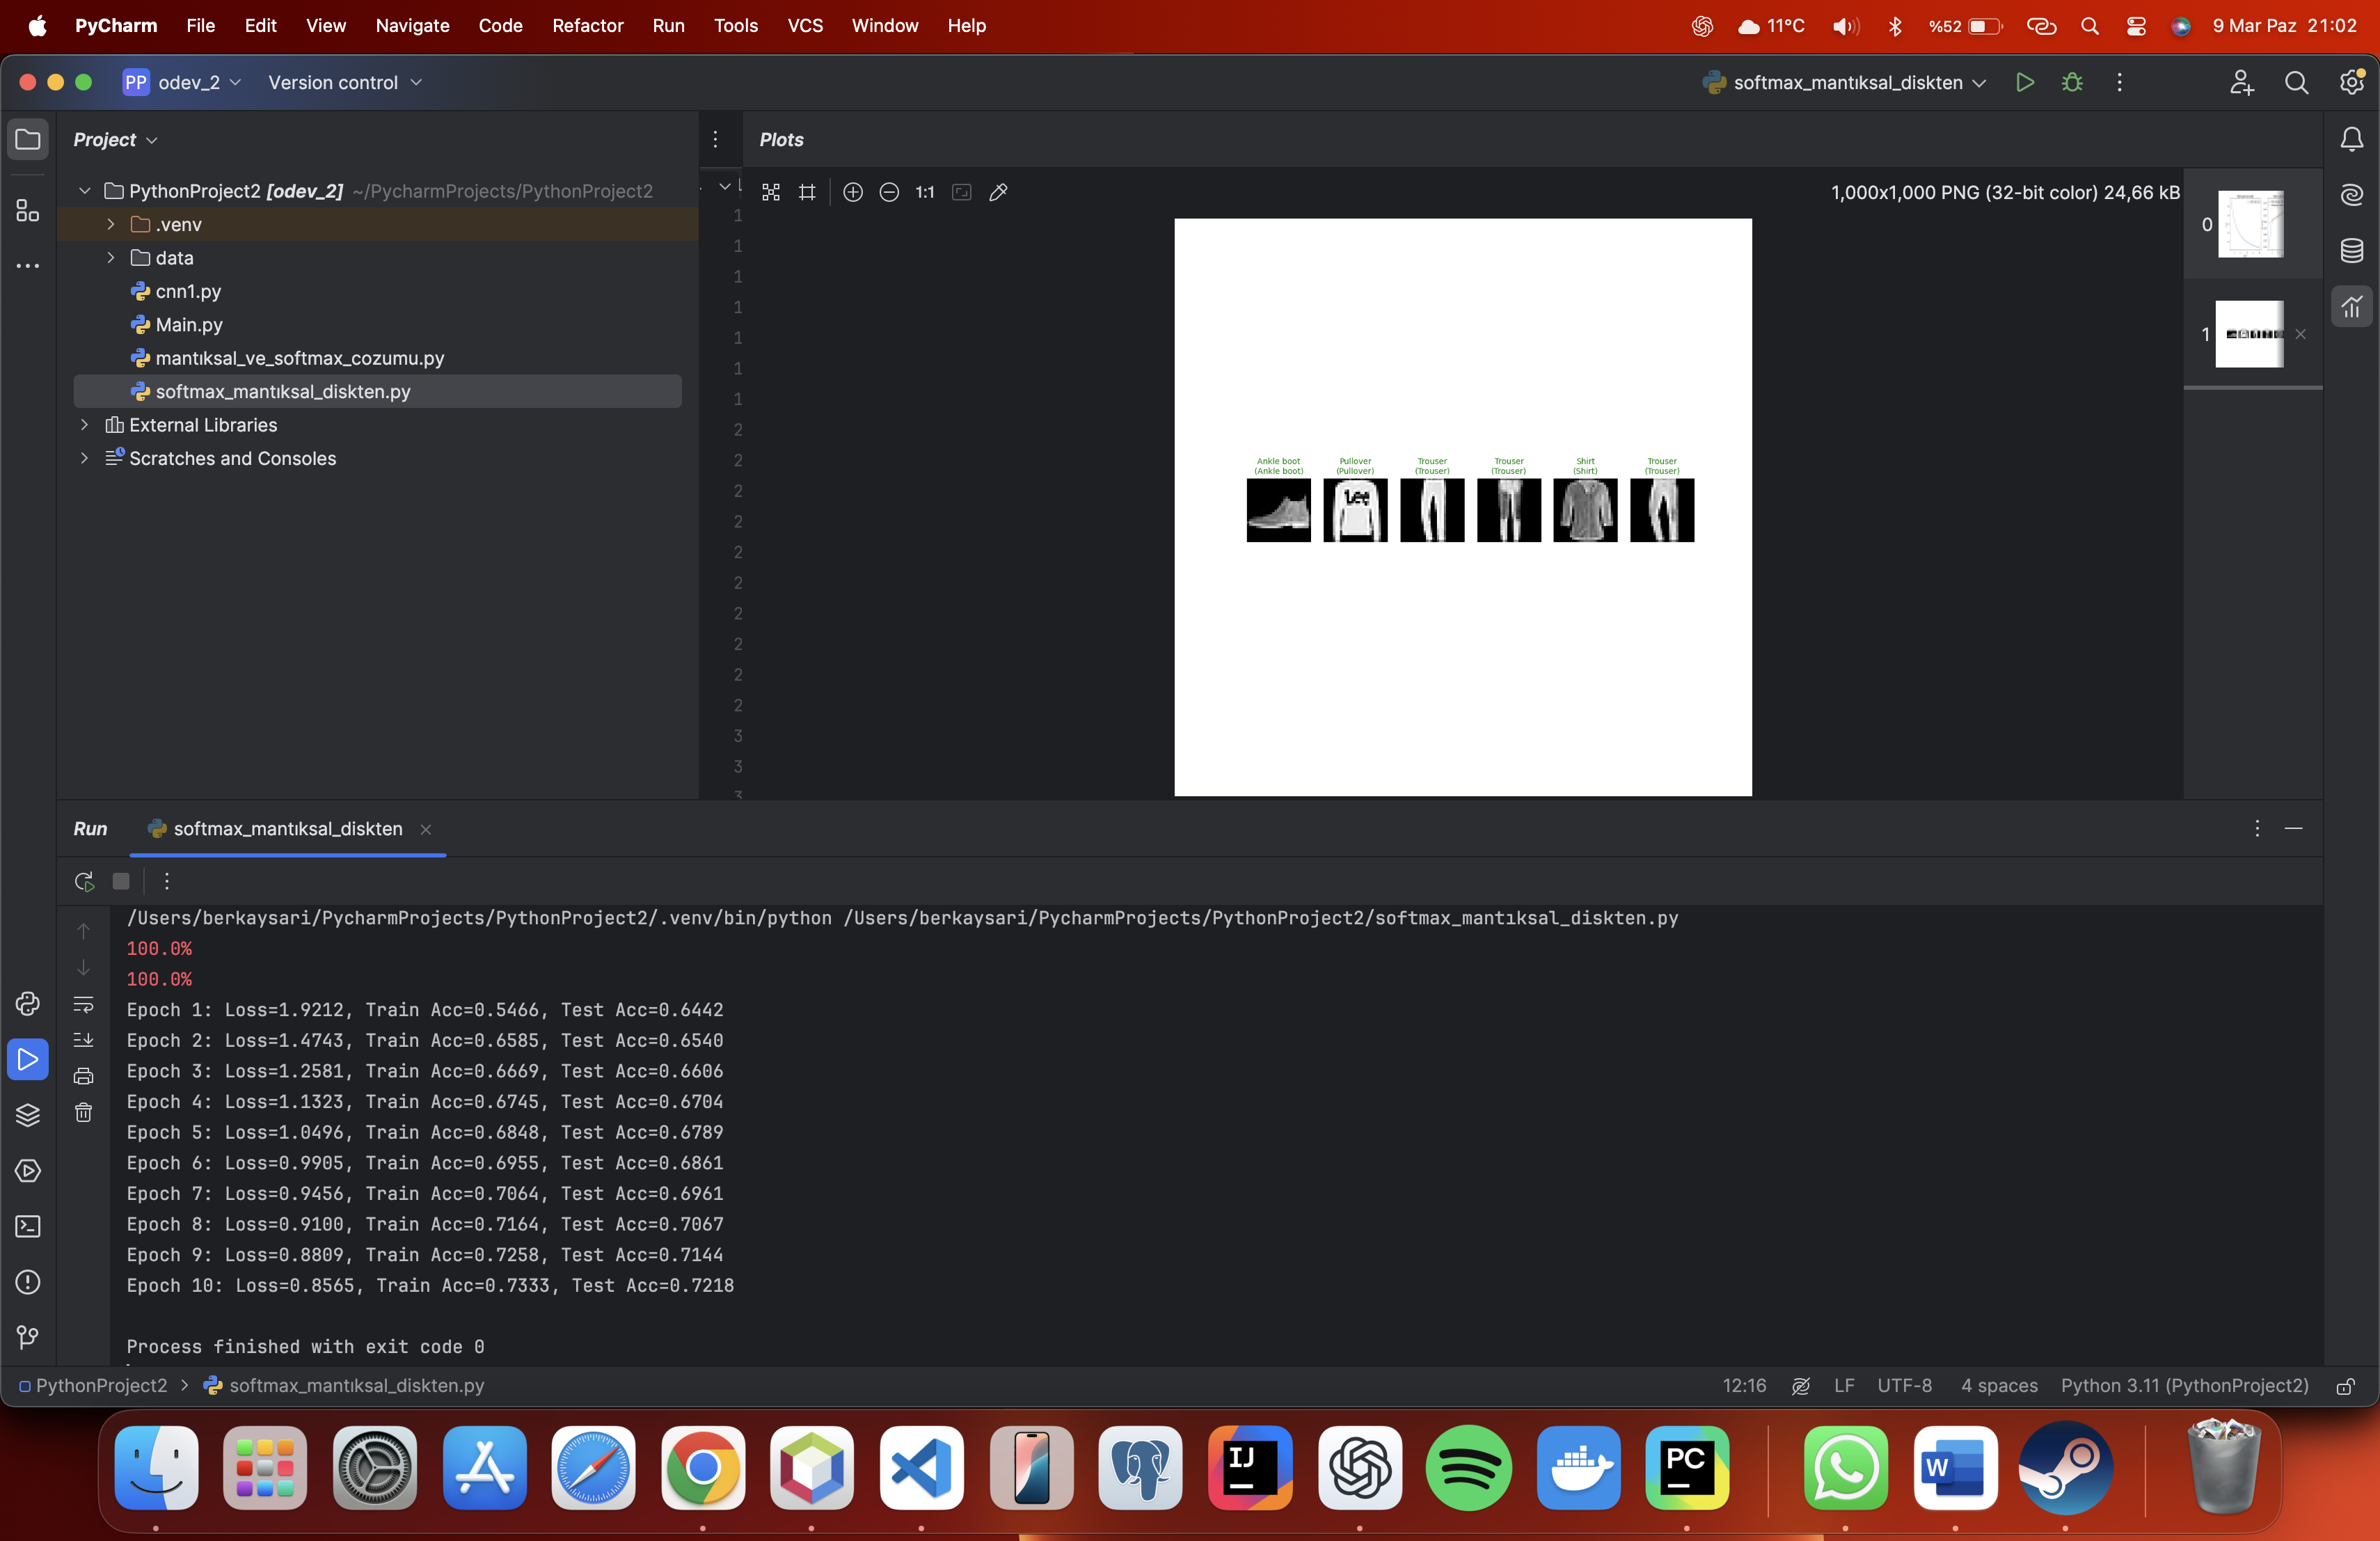 PyCharm File Edit View Navigate Code Refactor Run Tools VCS Window Help 11°C %52 9 Mar Paz 21:02
PP odev_2 Version control softmax_mantıksal_diskten
Project
Plots
PythonProject2 [odev_2] ~/PycharmProjects/PythonProject2
1:1 1,000x1,000 PNG (32-bit color) 24,66 kB
.venv
data
cnn1.py
Main.py
mantıksal_ve_softmax_cozumu.py
softmax_mantıksal_diskten.py
External Libraries
Scratches and Consoles
1
1
1
1
1
1
1
2
2
2
2
2
2
2
2
2
2
3
3
3
0
1
Ankle boot Pullover Trouser Trouser Shirt Trouser
(Ankle boot) (Pullover) (Trouser) (Trouser) (Shirt) (Trouser)
Lee
Run softmax_mantıksal_diskten
/Users/berkaysari/PycharmProjects/PythonProject2/.venv/bin/python /Users/berkaysari/PycharmProjects/PythonProject2/softmax_mantıksal_diskten.py
100.0%
100.0%
Epoch 1: Loss=1.9212, Train Acc=0.5466, Test Acc=0.6442
Epoch 2: Loss=1.4743, Train Acc=0.6585, Test Acc=0.6540
Epoch 3: Loss=1.2581, Train Acc=0.6669, Test Acc=0.6606
Epoch 4: Loss=1.1323, Train Acc=0.6745, Test Acc=0.6704
Epoch 5: Loss=1.0496, Train Acc=0.6848, Test Acc=0.6789
Epoch 6: Loss=0.9905, Train Acc=0.6955, Test Acc=0.6861
Epoch 7: Loss=0.9456, Train Acc=0.7064, Test Acc=0.6961
Epoch 8: Loss=0.9100, Train Acc=0.7164, Test Acc=0.7067
Epoch 9: Loss=0.8809, Train Acc=0.7258, Test Acc=0.7144
Epoch 10: Loss=0.8565, Train Acc=0.7333, Test Acc=0.7218
Process finished with exit code 0
PythonProject2 > softmax_mantıksal_diskten.py 12:16 LF UTF-8 4 spaces Python 3.11 (PythonProject2)
IJ
PC
W